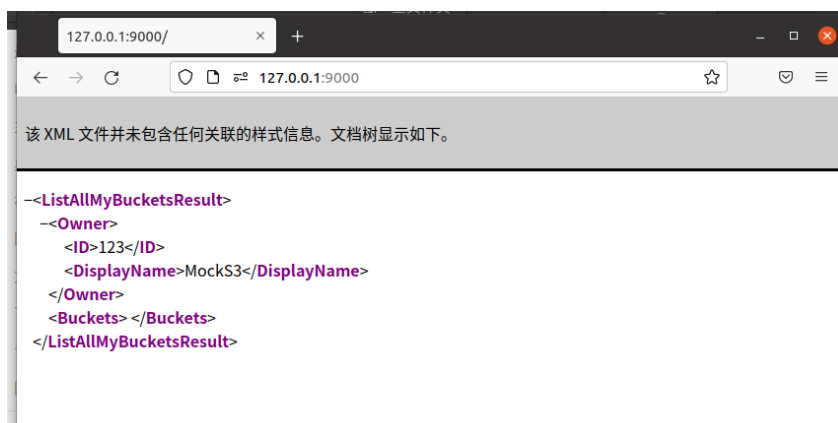 127.0.0.1:9000/
127.0.0.1:9000
该 XML 文件并未包含任何关联的样式信息。文档树显示如下。
–<ListAllMyBucketsResult>
–<Owner>
<ID>123</ID>
<DisplayName>MockS3</DisplayName>
</Owner>
<Buckets> </Buckets>
</ListAllMyBucketsResult>